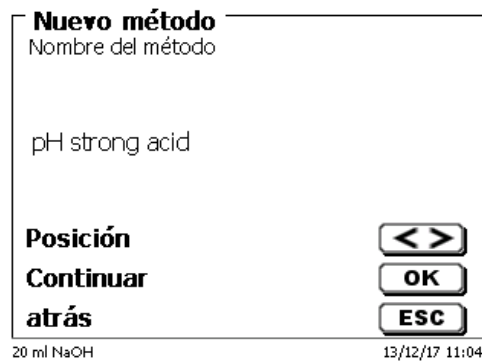 Nuevo método
Nombre del método
pH strong acid
Posición < >
Continuar OK
atrás ESC
20 ml NaOH 13/12/17 11:04